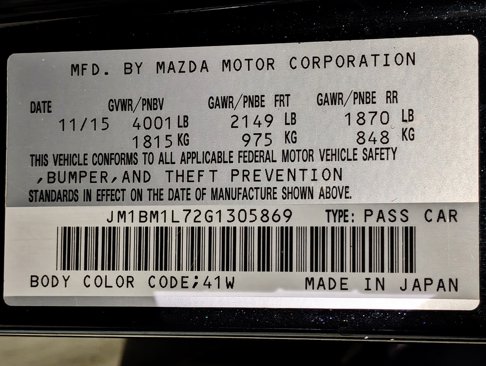 MFD. BY MAZDA MOTOR CORPORATION
DATE GVWR/PNBV GAWR/PNBE FRT GAWR/PNBE RR
11/15 4001 LB 2149 LB 1870 LB
1815 KG 975 KG 848 KG
THIS VEHICLE CONFORMS TO ALL APPLICABLE FEDERAL MOTOR VEHICLE SAFETY
,BUMPER,AND THEFT PREVENTION
STANDARDS IN EFFECT ON THE DATE OF MANUFACTURE SHOWN ABOVE.
JM1BM1L72G1305869 TYPE: PASS CAR
BODY COLOR CODE;41W MADE IN JAPAN